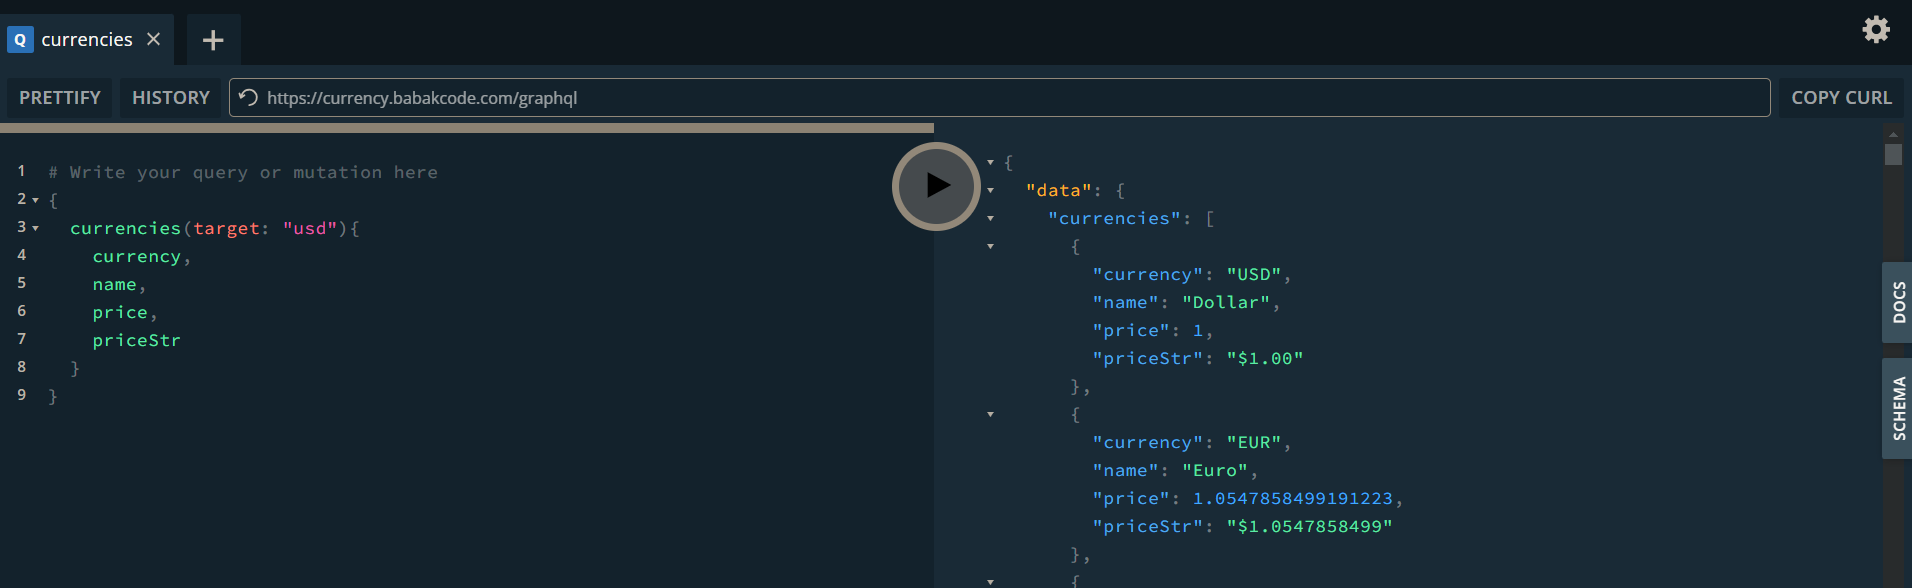 Q currencies
PRETTIFY HISTORY https://currency.babakcode.com/graphql COPY CURL
1 # Write your query or mutation here
2 {
3 currencies(target: "usd"){
4 currency,
5 name,
6 price,
7 priceStr
8 }
9 }
{
"data": {
"currencies": [
{
"currency": "USD",
"name": "Dollar",
"price": 1,
"priceStr": "$1.00"
},
{
"currency": "EUR",
"name": "Euro",
"price": 1.0547858499191223,
"priceStr": "$1.0547858499"
},
{
DOCS
SCHEMA